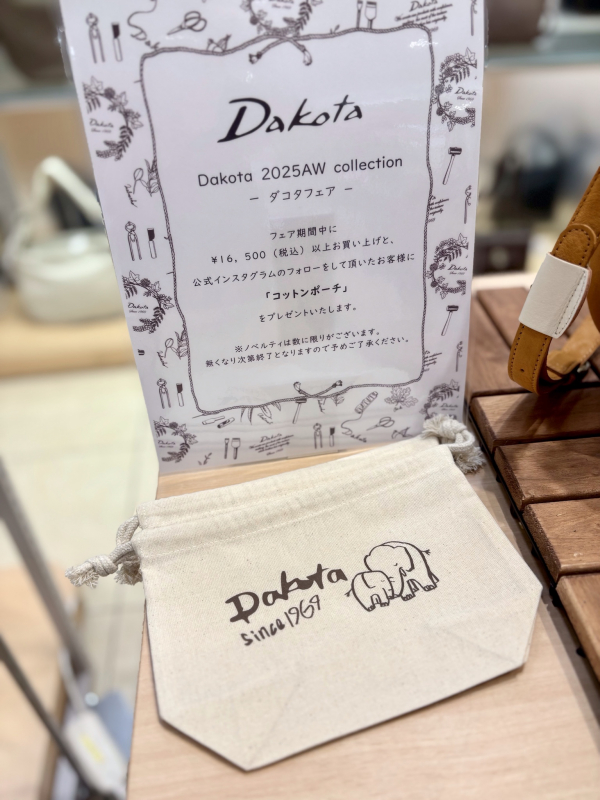 Dakota
Dakota 2025AW collection
− ダコタフェア −
フェア期間中に
¥16,500（税込）以上お買い上げと、
公式インスタグラムのフォローをして頂いたお客様に
「コットンポーチ」
をプレゼントいたします。
※ノベルティは数に限りがございます。
無くなり次第終了となりますので予めご了承ください。
Dakota
since1969